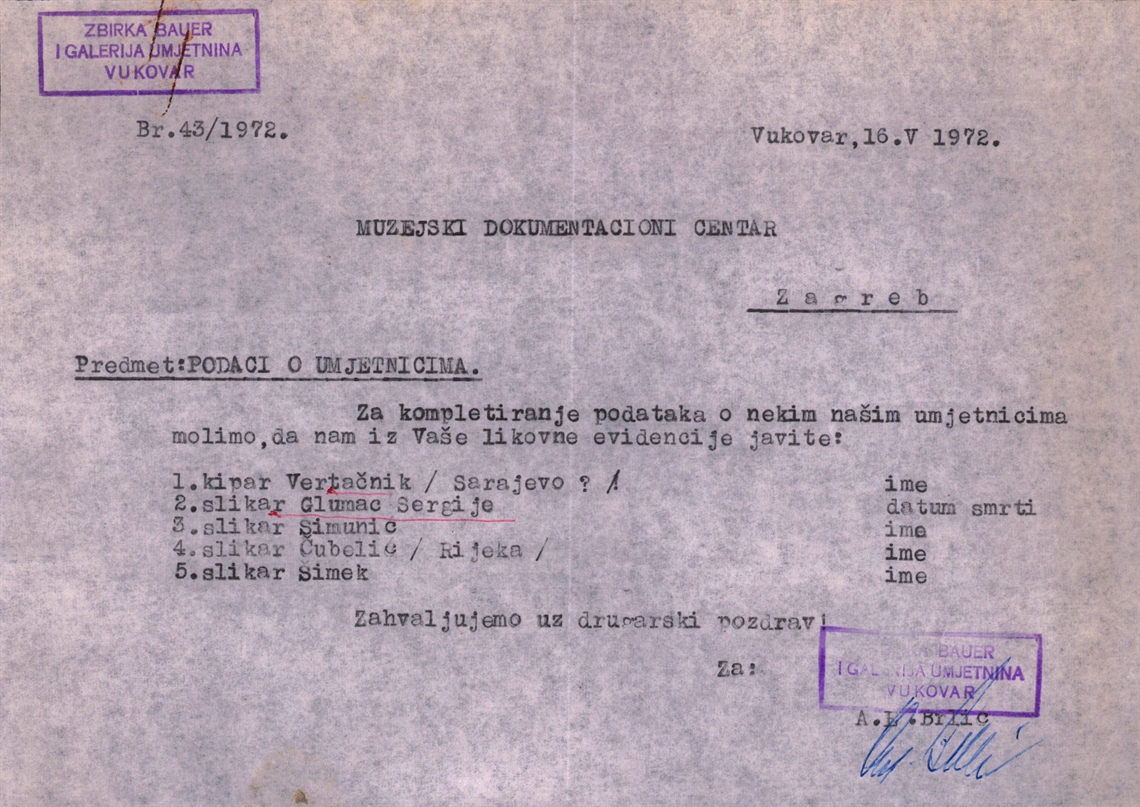 ZBIRKA BAUER
I GALERIJA UMJETNINA
VUKOVAR
Br.43/1972.
Vukovar,16.V 1972.
MUZEJSKI DOKUMENTACIONI CENTAR
Zagreb
Predmet:PODACI O UMJETNICIMA.
Za kompletiranje podataka o nekim našim umjetnicima
molimo,da nam iz Vaše likovne evidencije javite:
1.kipar Vertačnik / Sarajevo ? / ime
2.slikar Glumac Sergije datum smrti
3.slikar Šimunić ime
4.slikar Čubelić / Rijeka / ime
5.slikar Šimek ime
Zahvaljujemo uz drugarski pozdrav!
Za:
BAUER
I GALERIJA UMJETNINA
VUKOVAR
A.L.Brlić